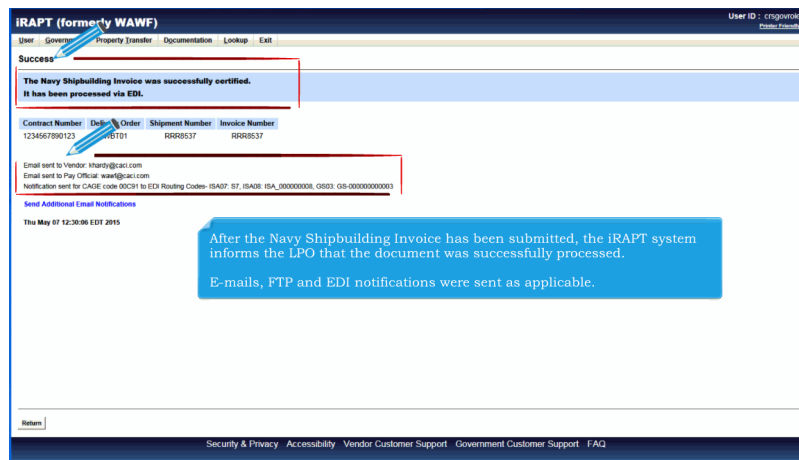 iRAPT (formerly WAWF)
User ID : crsgovrole
Printer Friendly
User Property Transfer Documentation Lookup Exit
Success
The Navy Shipbuilding Invoice was successfully certified.
It has been processed via EDI.
Contract Number Order Shipment Number Invoice Number
1234567890123 RRR8537 RRR8537
Email sent to Vendor: khardy@caci.com
Email sent to Pay Official: wawf@caci.com
Notification sent for CAGE code 00C91 to EDI Routing Codes- ISA07: S7, ISA08: ISA_000000008, GS03: GS-000000000003
Send Additional Email Notifications
Thu May 07 12:30:06 EDT 2015
After the Navy Shipbuilding Invoice has been submitted, the iRAPT system
informs the LPO that the document was successfully processed.
E-mails, FTP and EDI notifications were sent as applicable.
Return
Security & Privacy Accessibility Vendor Customer Support Government Customer Support FAQ